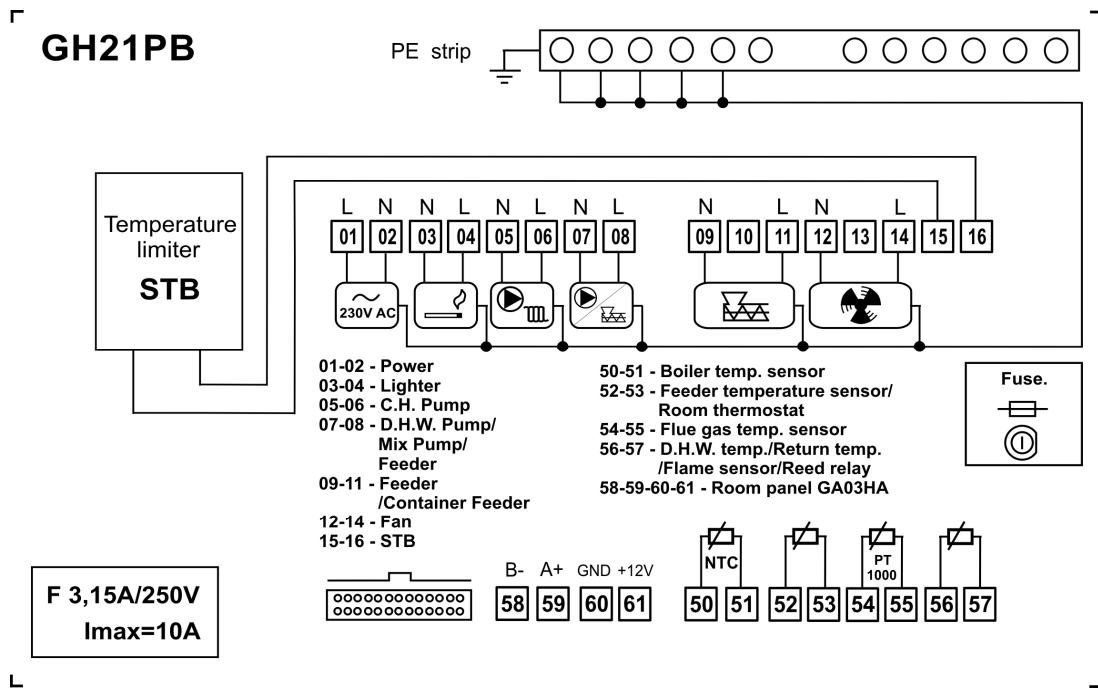 GH21PB
PE strip
Temperature
limiter
STB
L N N L N L N L N L N L
01 02 03 04 05 06 07 08 09 10 11 12 13 14 15 16
230V AC
01-02 - Power
03-04 - Lighter
05-06 - C.H. Pump
07-08 - D.H.W. Pump/
Mix Pump/
Feeder
09-11 - Feeder
/Container Feeder
12-14 - Fan
15-16 - STB
50-51 - Boiler temp. sensor
52-53 - Feeder temperature sensor/
Room thermostat
54-55 - Flue gas temp. sensor
56-57 - D.H.W. temp./Return temp.
/Flame sensor/Reed relay
58-59-60-61 - Room panel GA03HA
Fuse.
F 3,15A/250V
Imax=10A
B- A+ GND +12V
58 59 60 61
NTC
PT
1000
50 51 52 53 54 55 56 57